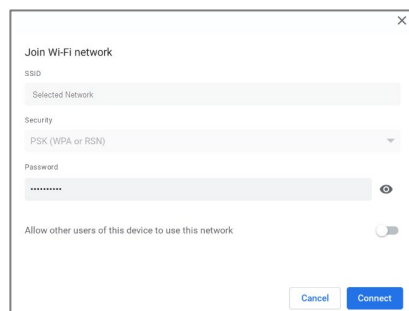 Join Wi-Fi network
SSID
Selected Network
Security
PSK (WPA or RSN)
Password
••••••••••
Allow other users of this device to use this network
Cancel Connect